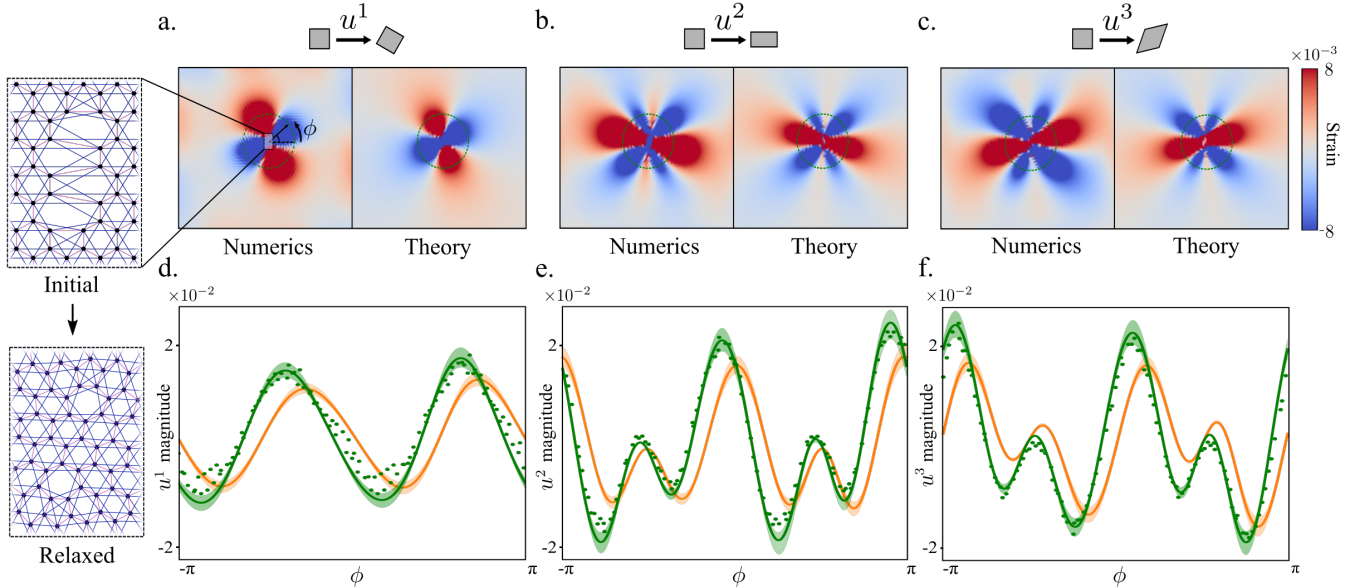 a.
u¹
b.
u²
c.
u³
×10⁻³
8
Strain
-8
ϕ
Numerics
Theory
Numerics
Theory
Numerics
Theory
Initial
Relaxed
d.
×10⁻²
2
u¹ magnitude
-2
-π
ϕ
π
e.
×10⁻²
2
u² magnitude
-2
-π
ϕ
π
f.
×10⁻²
2
u³ magnitude
-2
-π
ϕ
π